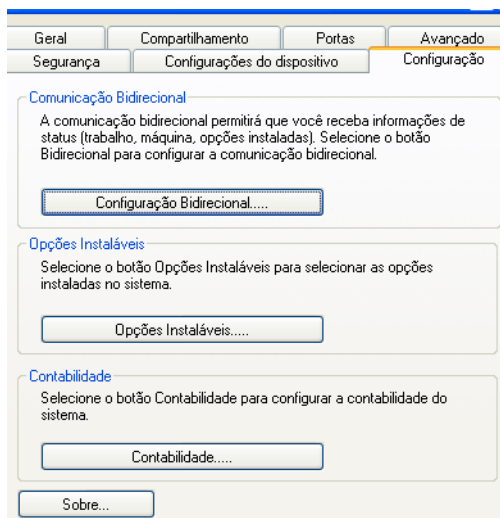 Geral Compartilhamento Portas Avançado
Segurança Configurações do dispositivo Configuração
Comunicação Bidirecional
A comunicação bidirecional permitirá que você receba informações de
status (trabalho, máquina, opções instaladas). Selecione o botão
Bidirecional para configurar a comunicação bidirecional.
Configuração Bidirecional.....
Opções Instaláveis
Selecione o botão Opções Instaláveis para selecionar as opções
instaladas no sistema.
Opções Instaláveis.....
Contabilidade
Selecione o botão Contabilidade para configurar a contabilidade do
sistema.
Contabilidade.....
Sobre...